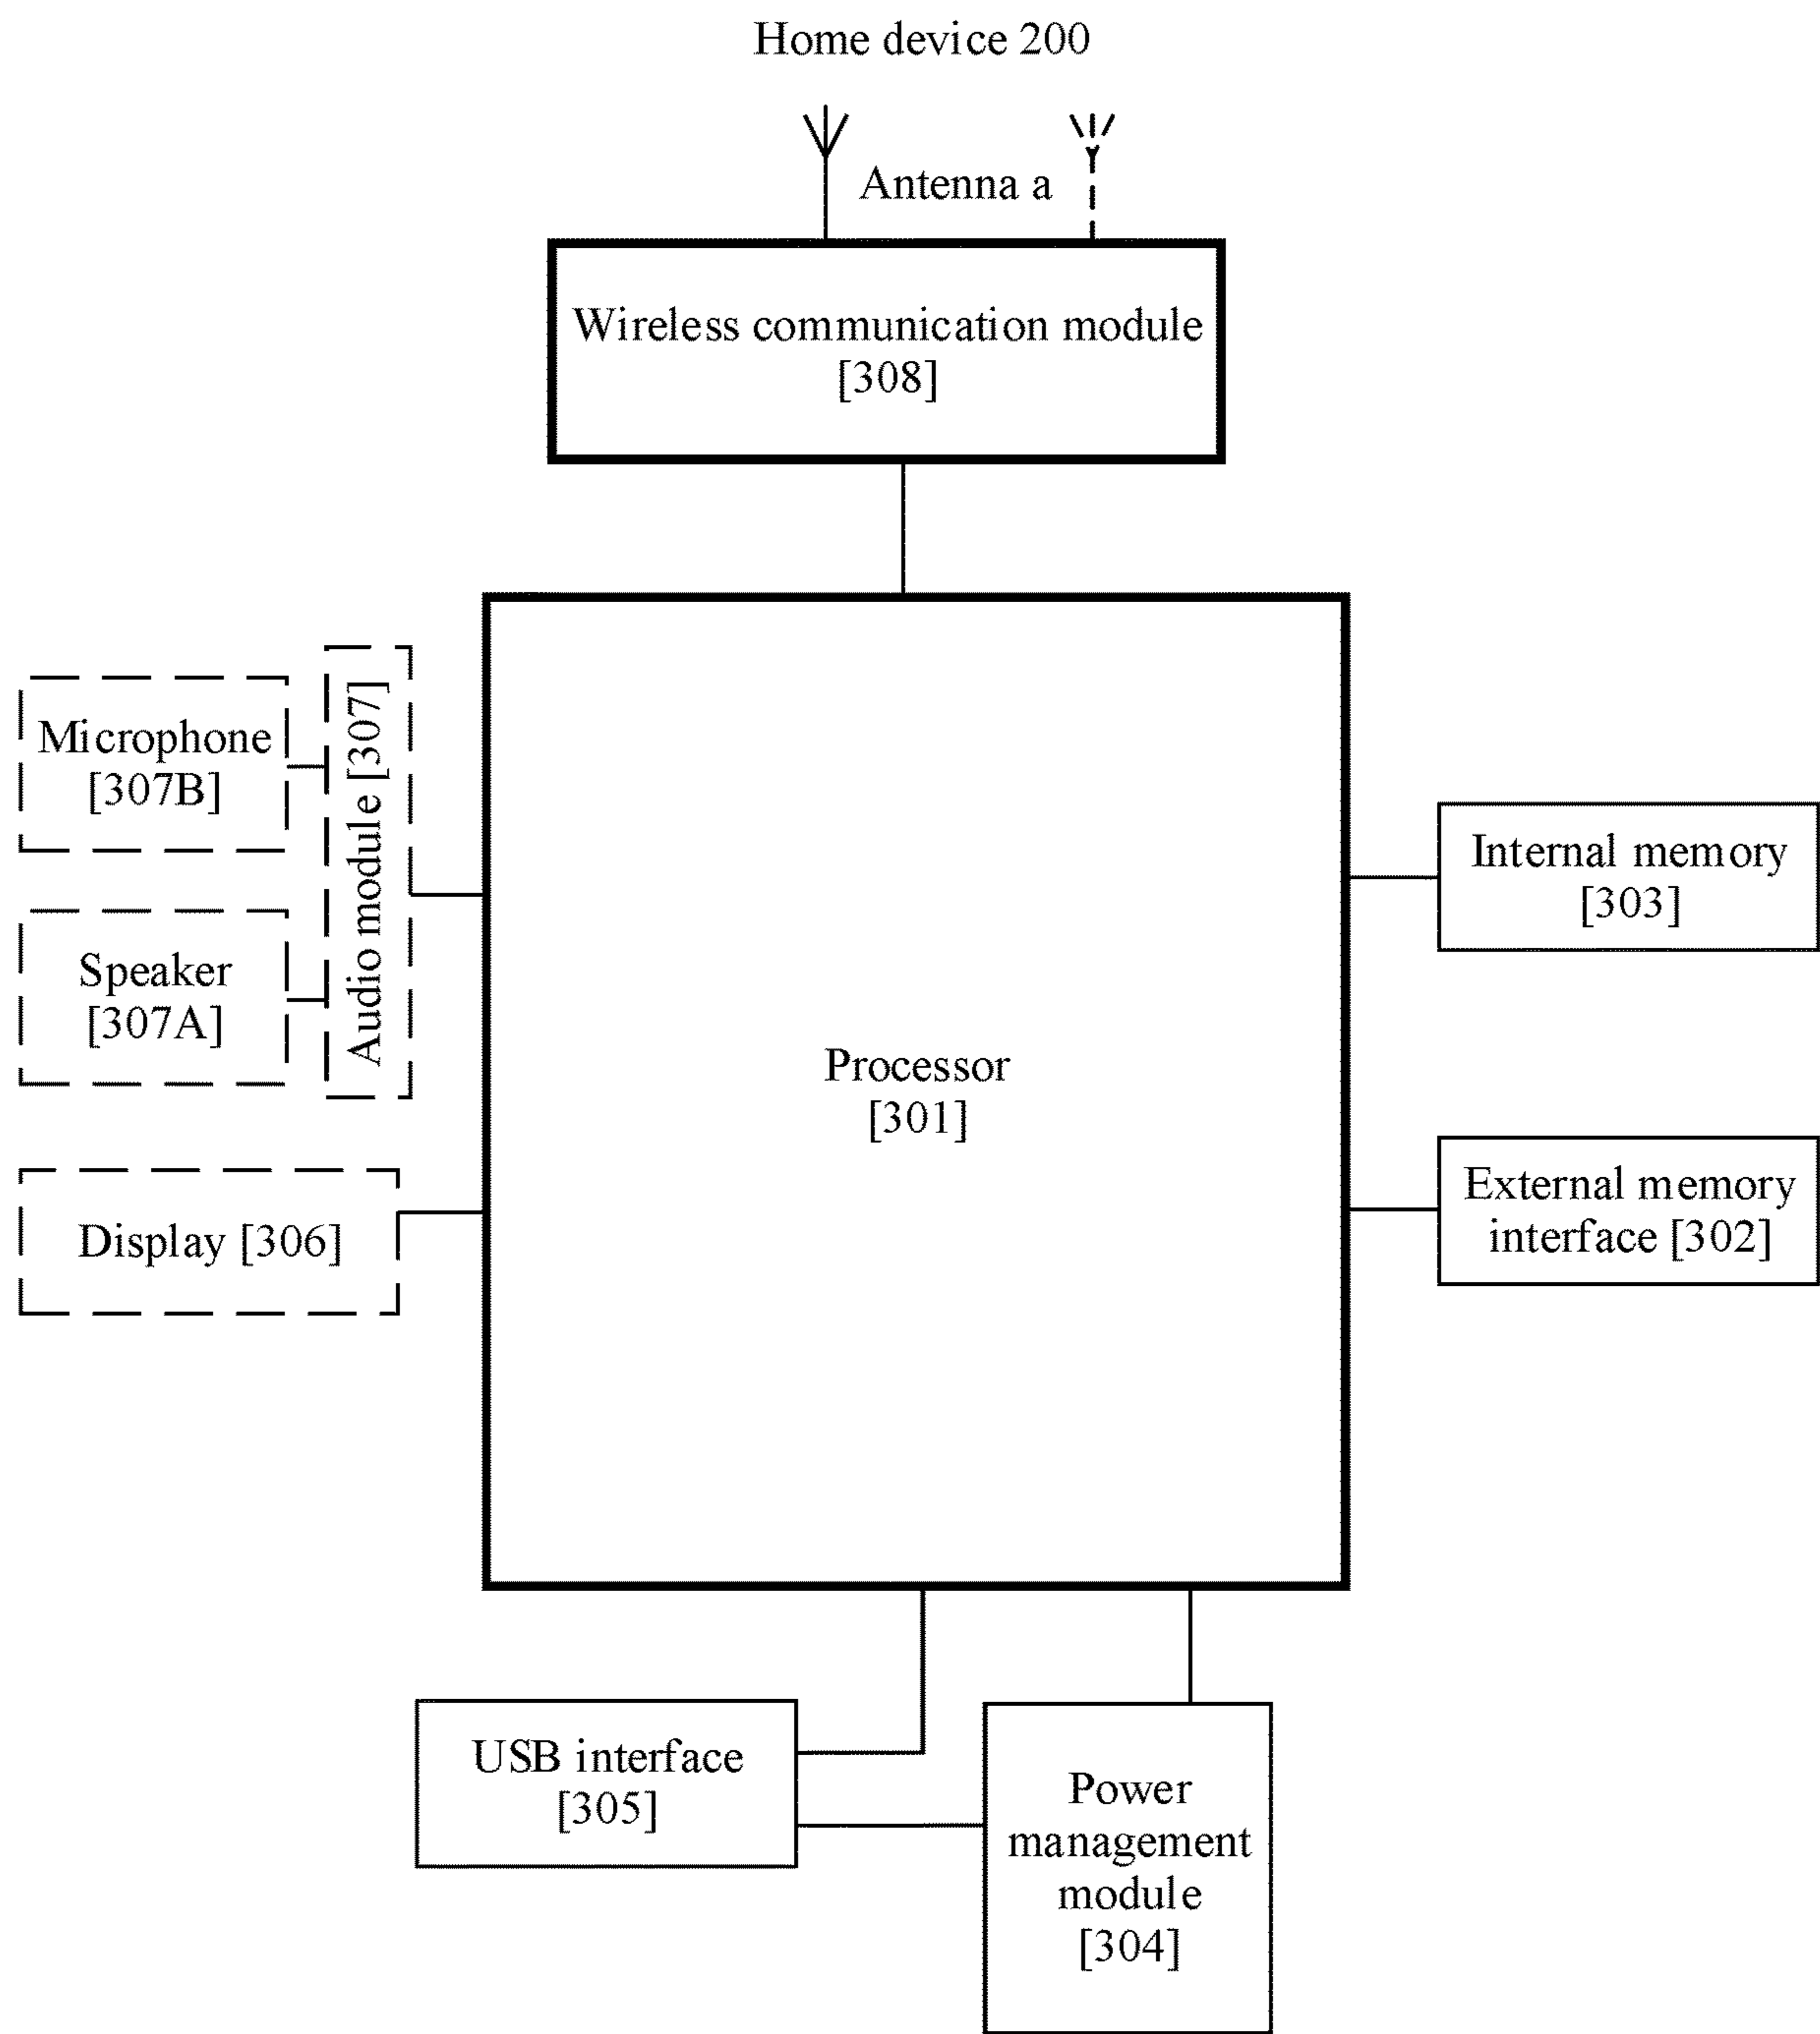 Home device 200
Antenna a
Wireless communication module
[308]
Microphone
[307B]
Audio module [307]
Speaker
[307A]
Display [306]
Processor
[301]
Internal memory
[303]
External memory
interface [302]
USB interface
[305]
Power
management
module
[304]